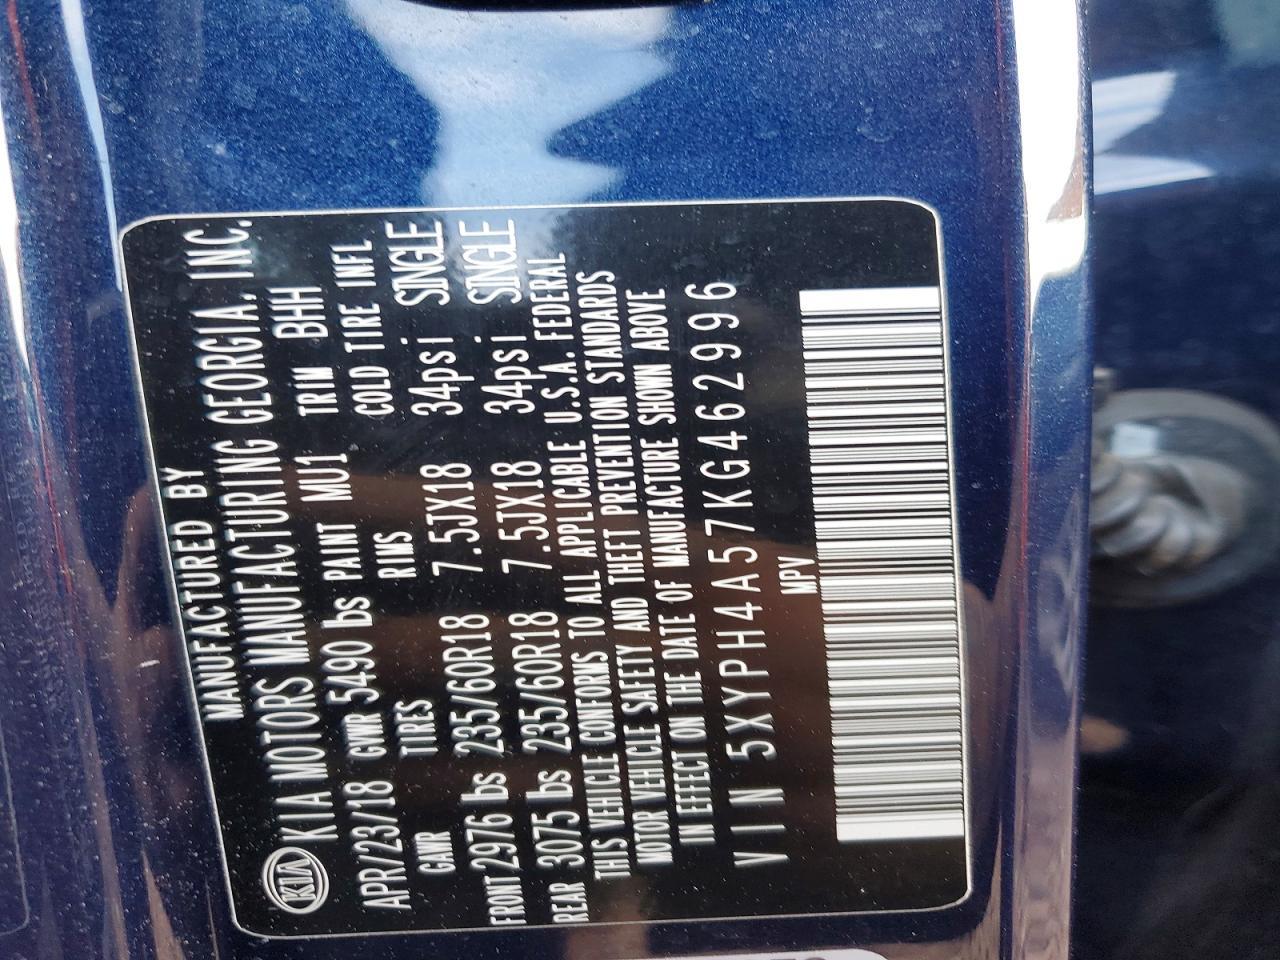 MANUFACTURED BY
KIA KIA MOTORS MANUFACTURING GEORGIA, INC.
APR/23/18 GVWR 5490 lbs PAINT MU1 TRIM BHH
GAWR TIRES RIMS COLD TIRE INFL
FRONT 2976 lbs 235/60R18 7.5JX18 34psi SINGLE
REAR 3075 lbs 235/60R18 7.5JX18 34psi SINGLE
THIS VEHICLE CONFORMS TO ALL APPLICABLE U.S.A. FEDERAL
MOTOR VEHICLE SAFETY AND THEFT PREVENTION STANDARDS
IN EFFECT ON THE DATE OF MANUFACTURE SHOWN ABOVE
VIN 5XYPH4A57KG462996
MPV